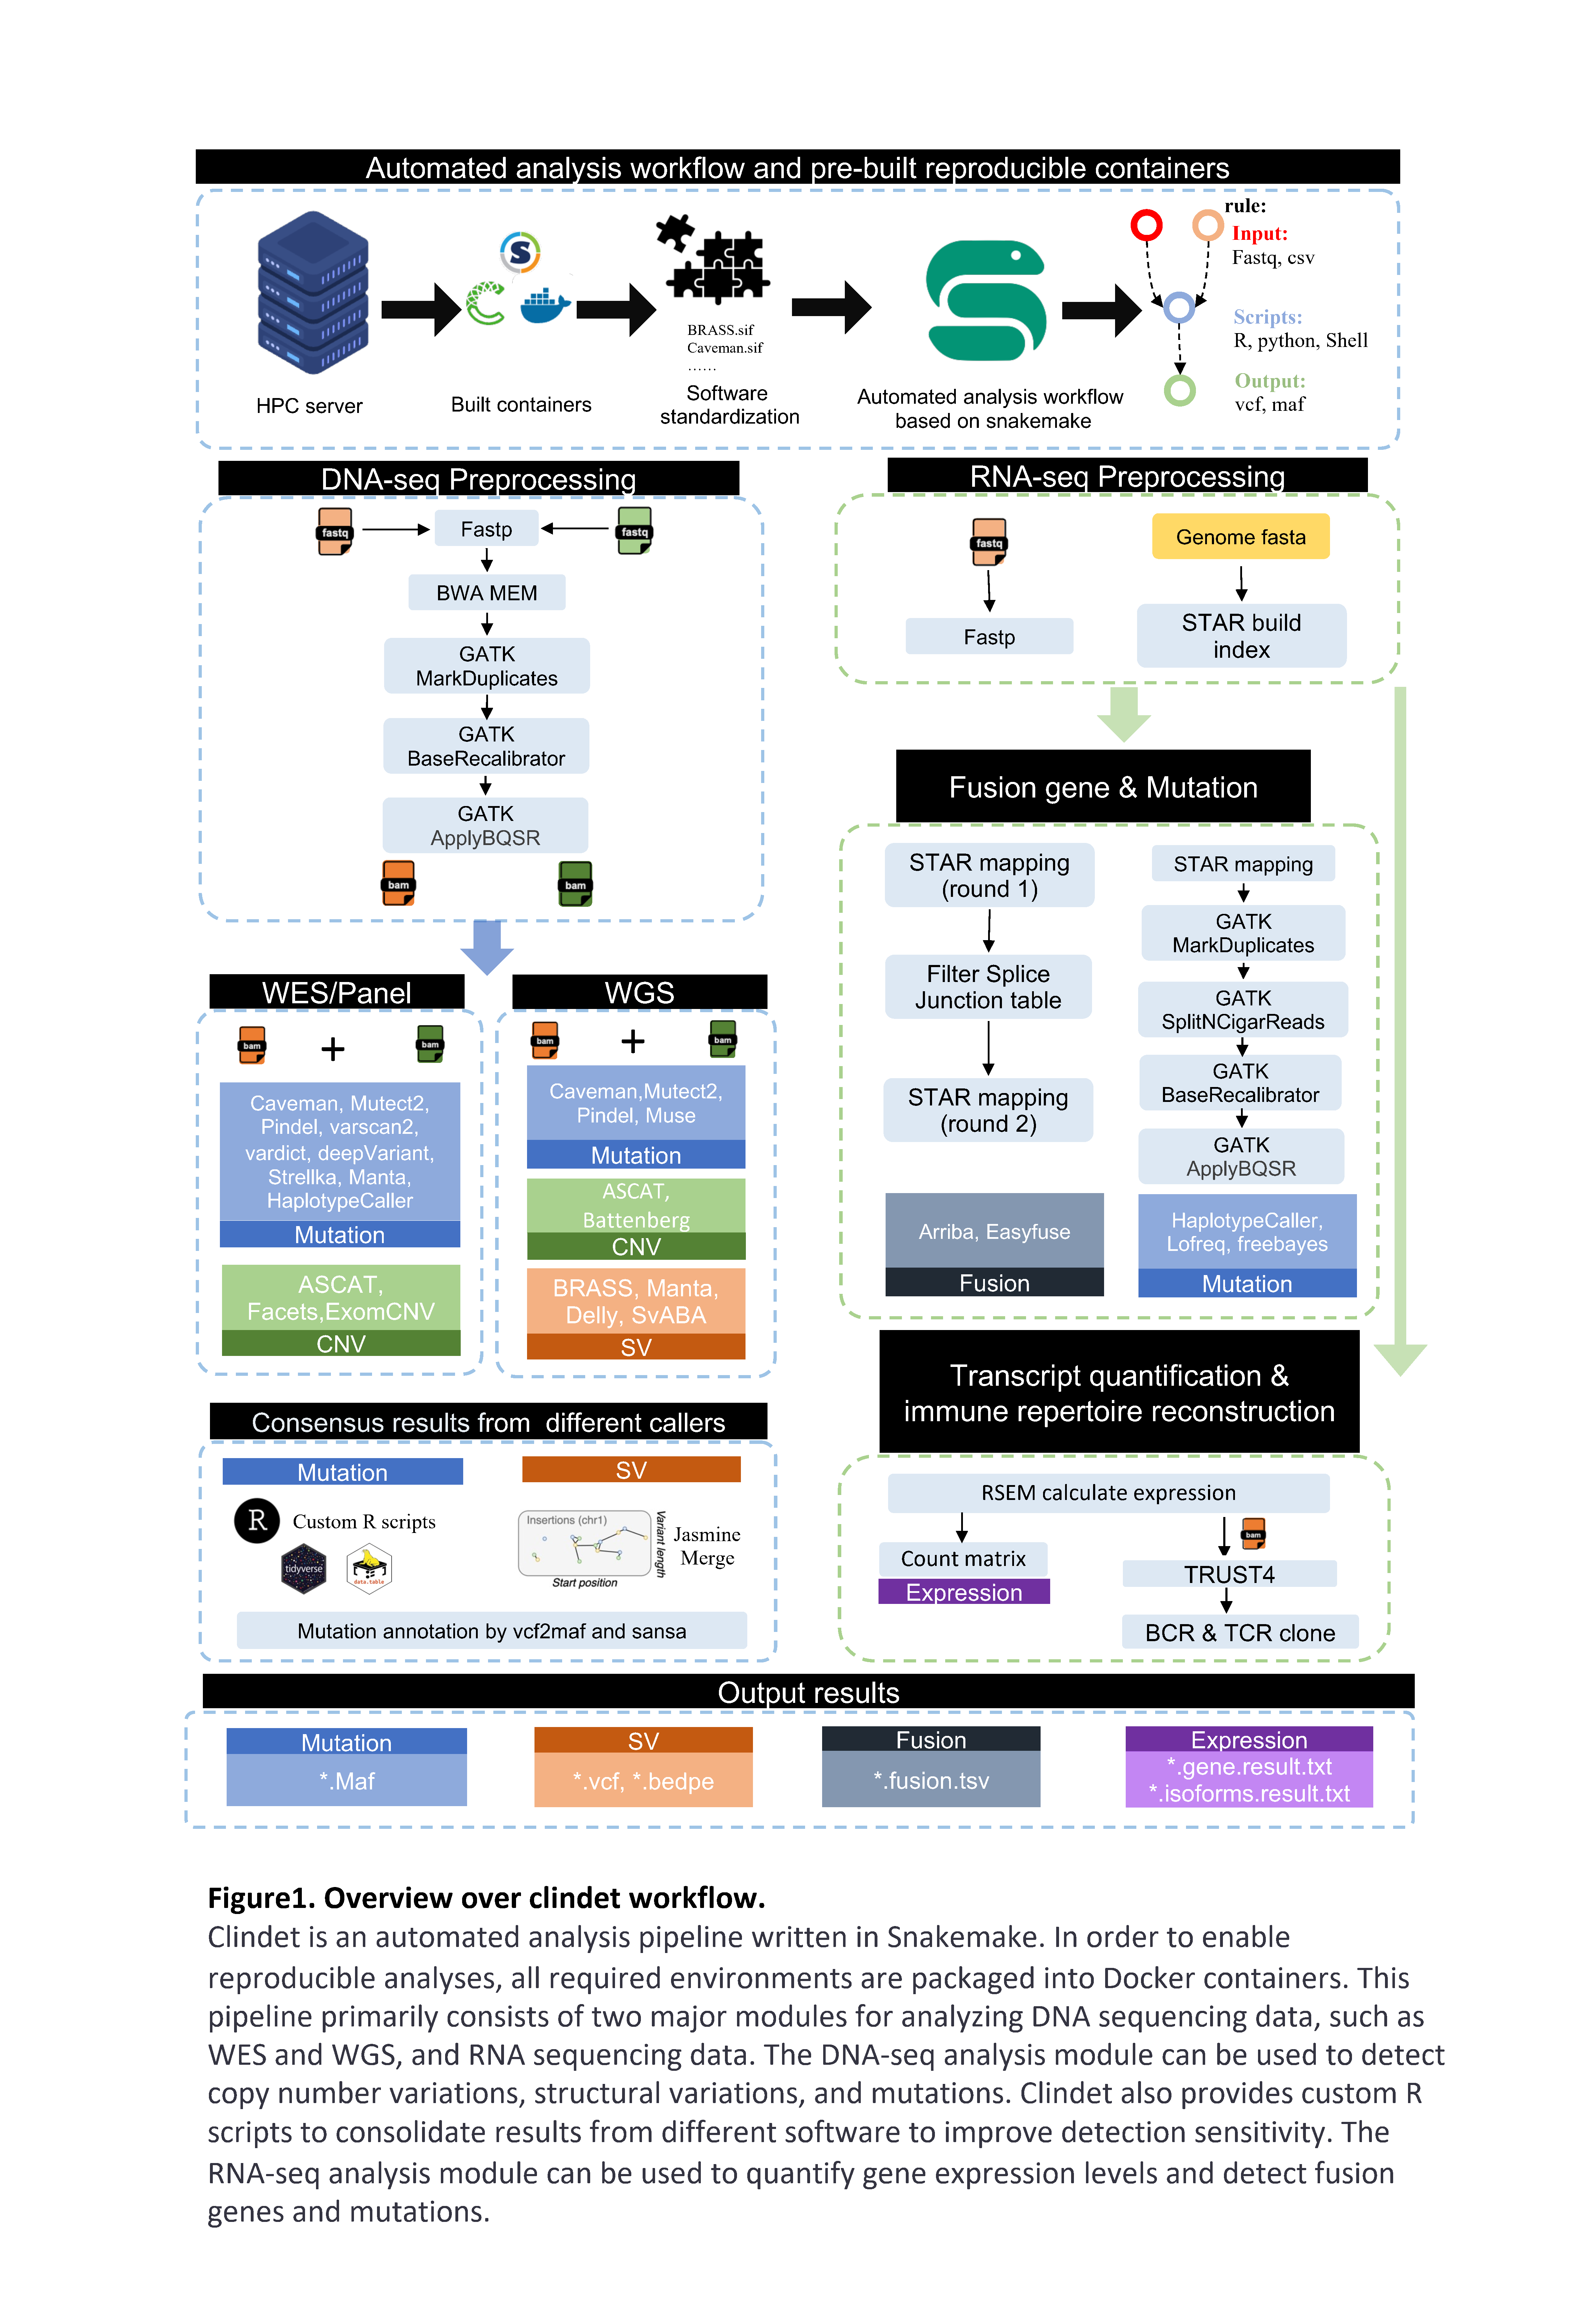 Automated analysis workflow and pre-built reproducible containers
HPC server
S
C
Built containers
BRASS.sif
Caveman.sif
......
Software
standardization
Automated analysis workflow
based on snakemake
rule:
Input:
Fastq, csv
Scripts:
R, python, Shell
Output:
vcf, maf
DNA-seq Preprocessing
fastq
Fastp
fastq
BWA MEM
GATK
MarkDuplicates
GATK
BaseRecalibrator
GATK
ApplyBQSR
bam
bam
RNA-seq Preprocessing
fastq
Fastp
Genome fasta
STAR build
index
WES/Panel
bam
+
bam
Caveman, Mutect2,
Pindel, varscan2,
vardict, deepVariant,
Strellka, Manta,
HaplotypeCaller
Mutation
ASCAT,
Facets,ExomCNV
CNV
WGS
bam
+
bam
Caveman,Mutect2,
Pindel, Muse
Mutation
ASCAT,
Battenberg
CNV
BRASS, Manta,
Delly, SvABA
SV
Fusion gene & Mutation
STAR mapping
(round 1)
Filter Splice
Junction table
STAR mapping
(round 2)
Arriba, Easyfuse
Fusion
STAR mapping
GATK
MarkDuplicates
GATK
SplitNCigarReads
GATK
BaseRecalibrator
GATK
ApplyBQSR
HaplotypeCaller,
Lofreq, freebayes
Mutation
Consensus results from  different callers
Mutation
R
Custom R scripts
tidyverse
data.table
SV
Insertions (chr1)
Variant length
Start position
Jasmine
Merge
Mutation annotation by vcf2maf and sansa
Transcript quantification &
immune repertoire reconstruction
RSEM calculate expression
Count matrix
Expression
bam
TRUST4
BCR & TCR clone
Output results
Mutation
*.Maf
SV
*.vcf, *.bedpe
Fusion
*.fusion.tsv
Expression
*.gene.result.txt
*.isoforms.result.txt
Figure1. Overview over clindet workflow.
Clindet is an automated analysis pipeline written in Snakemake. In order to enable
reproducible analyses, all required environments are packaged into Docker containers. This
pipeline primarily consists of two major modules for analyzing DNA sequencing data, such as
WES and WGS, and RNA sequencing data. The DNA-seq analysis module can be used to detect
copy number variations, structural variations, and mutations. Clindet also provides custom R
scripts to consolidate results from different software to improve detection sensitivity. The
RNA-seq analysis module can be used to quantify gene expression levels and detect fusion
genes and mutations.